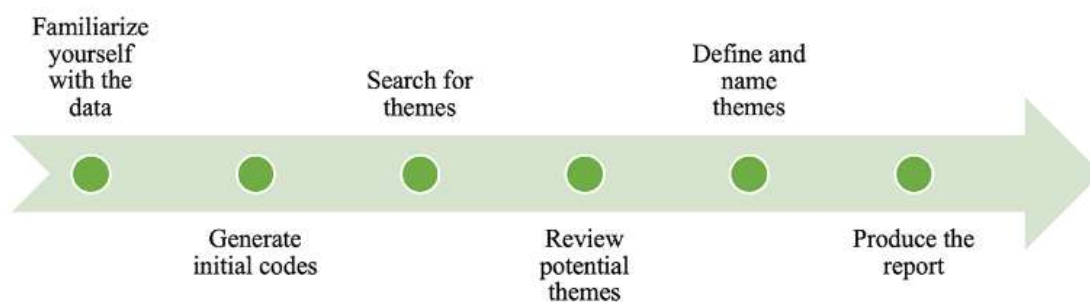 Familiarize
yourself
with the
data
Generate
initial codes
Search for
themes
Review
potential
themes
Define and
name
themes
Produce the
report